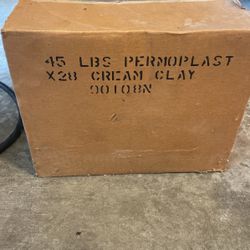 45 LBS PERMOPLAST
X28 CREAM CLAY
90108N